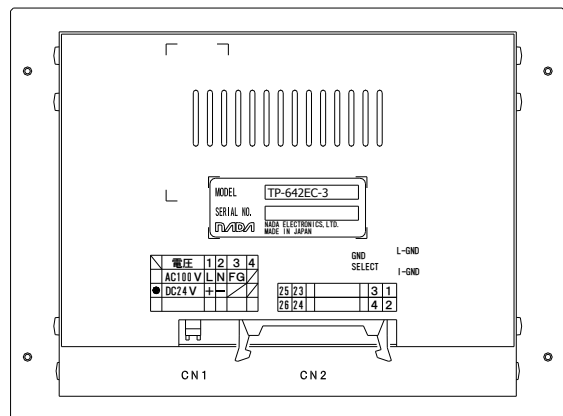 MODEL TP-642EC-3
SERIAL NO.
NADA NADA ELECTRONICS, LTD.
MADE IN JAPAN
GND SELECT
L-GND
I-GND
電圧 1 2 3 4
AC100V L N FG
DC24V + −
25 23 3 1
26 24 4 2
CN1 CN2